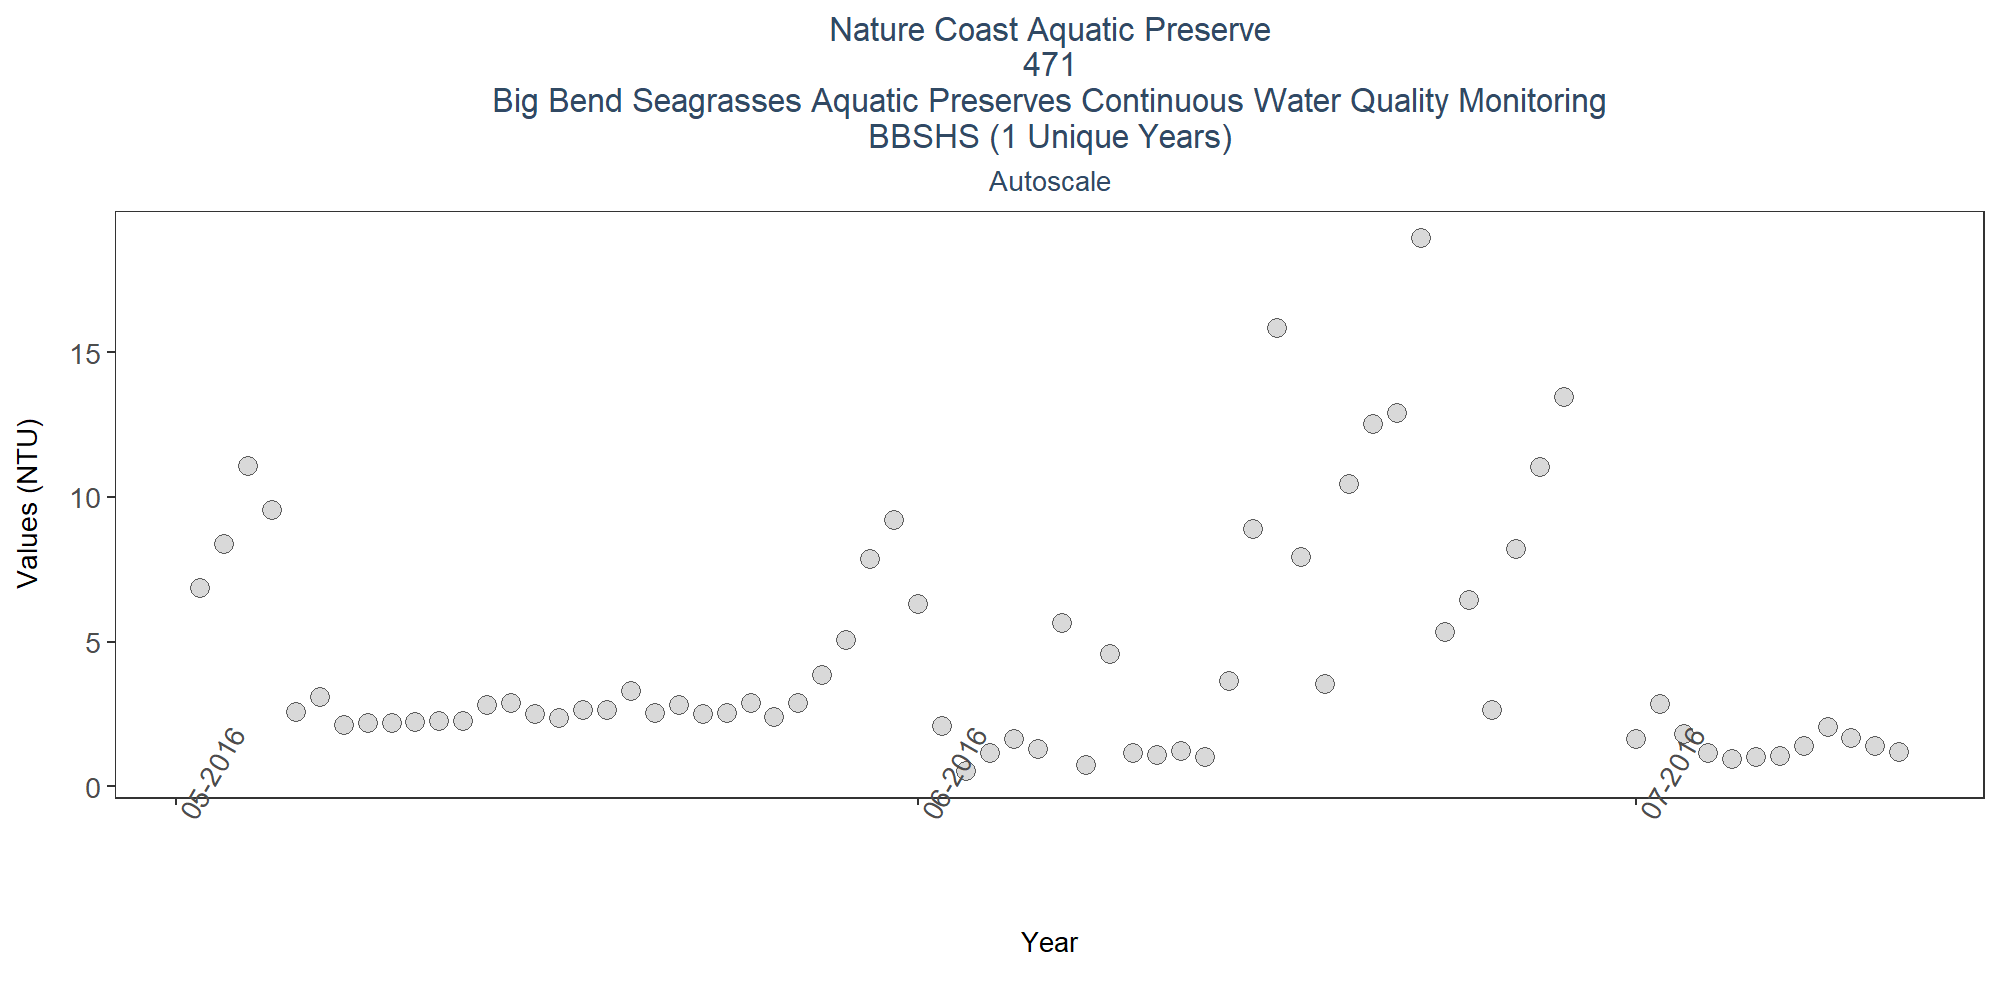 Nature Coast Aquatic Preserve
471
Big Bend Seagrasses Aquatic Preserves Continuous Water Quality Monitoring
BBSHS (1 Unique Years)
Autoscale
Values (NTU)
15
10
5
0
05-2016
06-2016
07-2016
Year